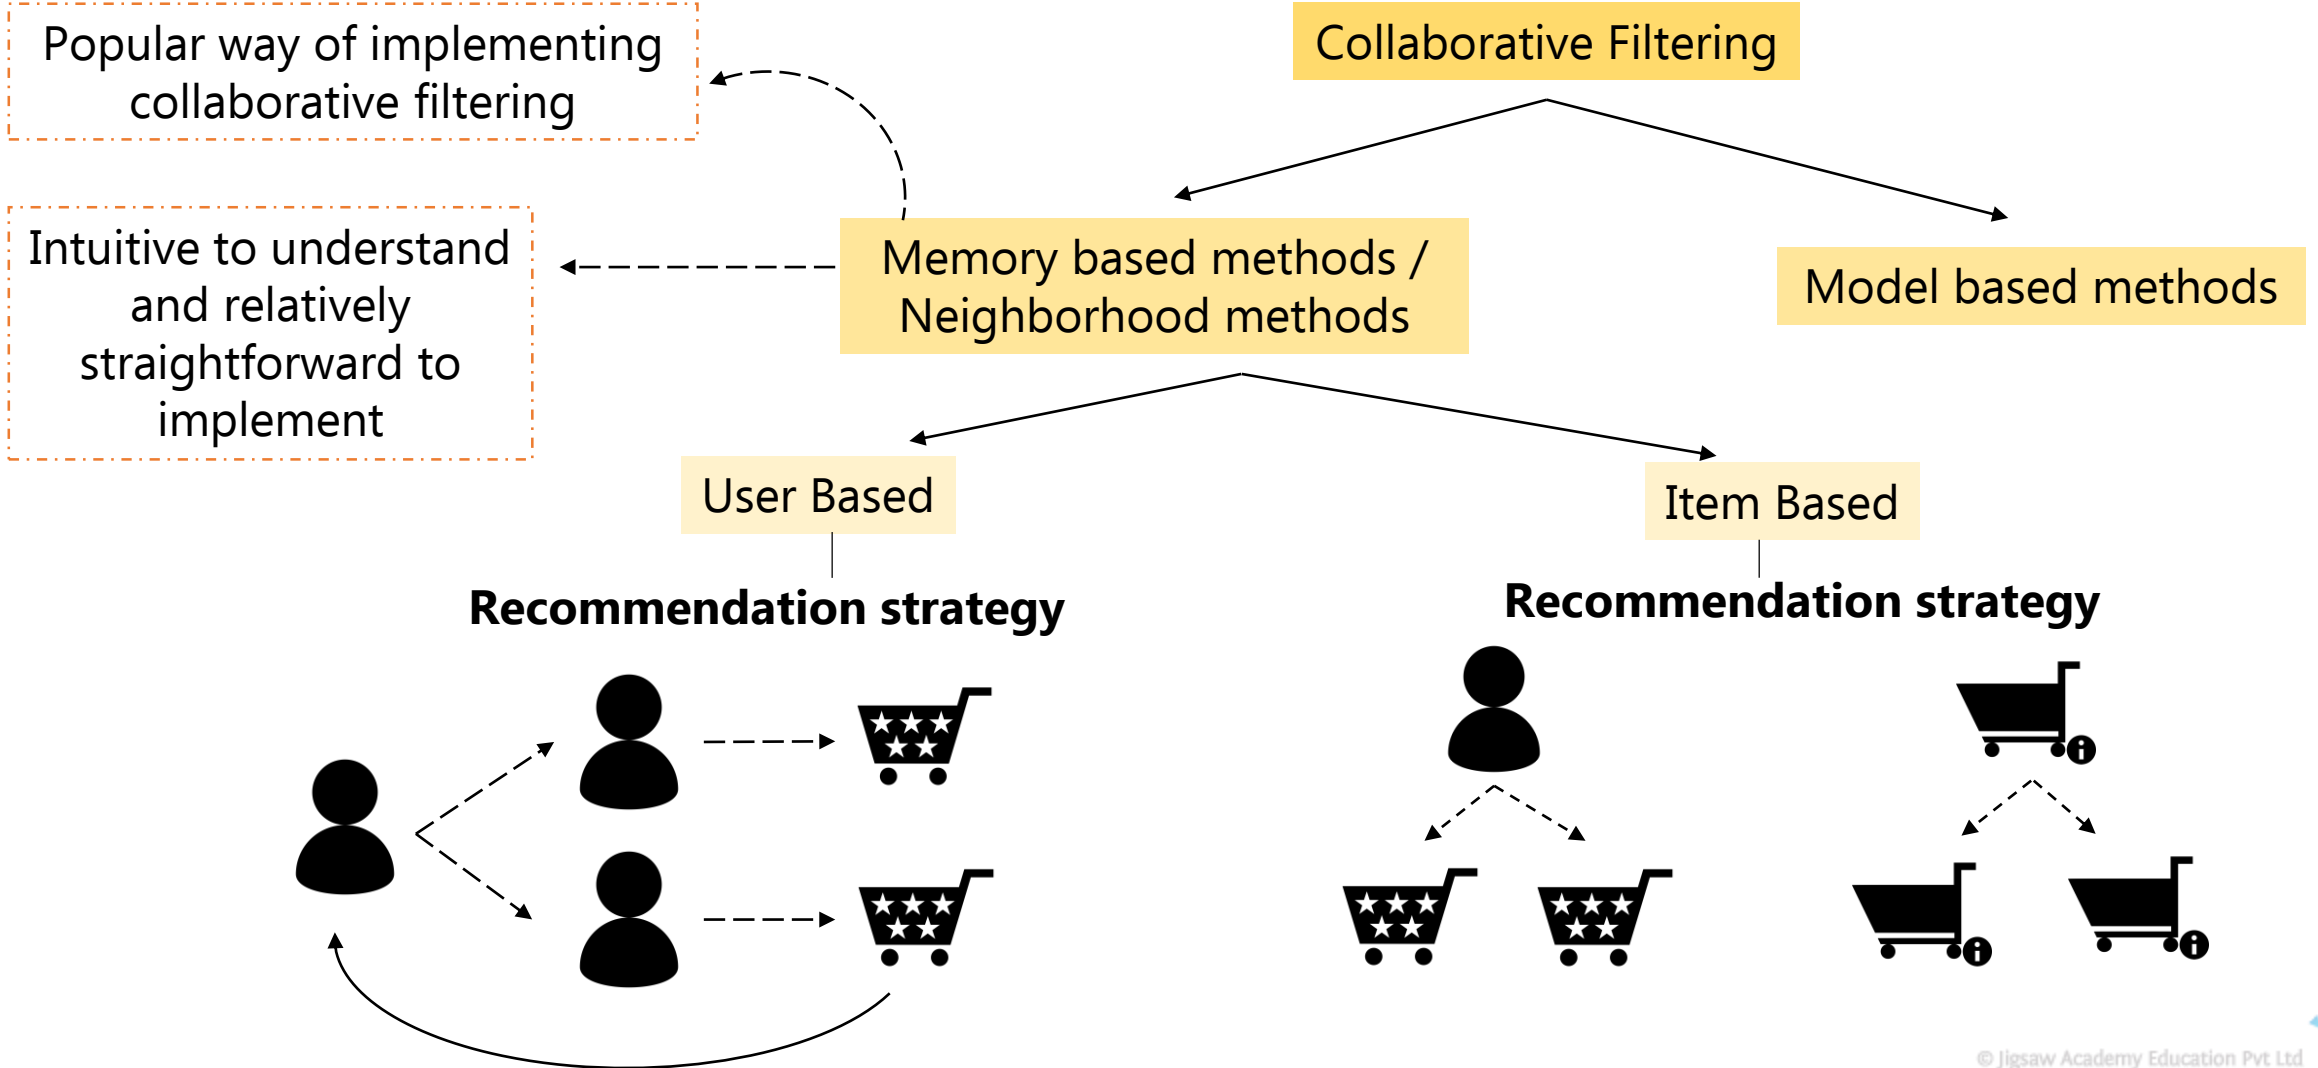 Popular way of implementing
collaborative filtering
Collaborative Filtering
Intuitive to understand
and relatively
straightforward to
implement
Memory based methods /
Neighborhood methods
Model based methods
User Based
Item Based
Recommendation strategy
Recommendation strategy
© Jigsaw Academy Education Pvt Ltd